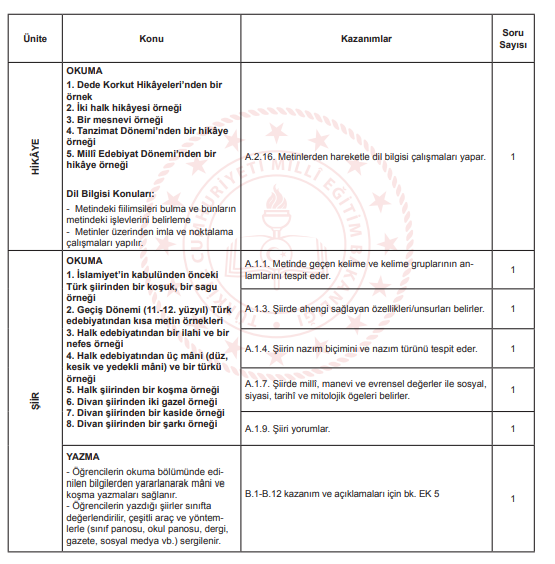 Ünite
Konu
Kazanımlar
Soru
Sayısı
HİKÂYE
OKUMA
1. Dede Korkut Hikâyeleri'nden bir
örnek
2. İki halk hikâyesi örneği
3. Bir mesnevi örneği
4. Tanzimat Dönemi'nden bir hikâye
örneği
5. Millî Edebiyat Dönemi'nden bir
hikâye örneği
Dil Bilgisi Konuları:
- Metindeki fiilimsileri bulma ve bunların
metindeki işlevlerini belirleme
- Metinler üzerinden imla ve noktalama
çalışmaları yapılır.
A.2.16. Metinlerden hareketle dil bilgisi çalışmaları yapar.
1
ŞİİR
OKUMA
1. İslamiyet'in kabulünden önceki
Türk şiirinden bir koşuk, bir sagu
örneği
2. Geçiş Dönemi (11.-12. yüzyıl) Türk
edebiyatından kısa metin örnekleri
3. Halk edebiyatından bir ilahi ve bir
nefes örneği
4. Halk edebiyatından üç mâni (düz,
kesik ve yedekli mâni) ve bir türkü
örneği
5. Halk şiirinden bir koşma örneği
6. Divan şiirinden iki gazel örneği
7. Divan şiirinden bir kaside örneği
8. Divan şiirinden bir şarkı örneği
A.1.1. Metinde geçen kelime ve kelime gruplarının an-
lamlarını tespit eder.
1
A.1.3. Şiirde ahengi sağlayan özellikleri/unsurları belirler.
1
A.1.4. Şiirin nazım biçimini ve nazım türünü tespit eder.
1
A.1.7. Şiirde millî, manevi ve evrensel değerler ile sosyal,
siyasi, tarihî ve mitolojik ögeleri belirler.
1
A.1.9. Şiiri yorumlar.
1
YAZMA
- Öğrencilerin okuma bölümünde edi-
nilen bilgilerden yararlanarak mâni ve
koşma yazmaları sağlanır.
- Öğrencilerin yazdığı şiirler sınıfta
değerlendirilir, çeşitli araç ve yöntem-
lerle (sınıf panosu, okul panosu, dergi,
gazete, sosyal medya vb.) sergilenir.
B.1-B.12 kazanım ve açıklamaları için bk. EK 5
1
TÜRKİYE CUMHURİYETİ MİLLÎ EĞİTİM BAKANLIĞI